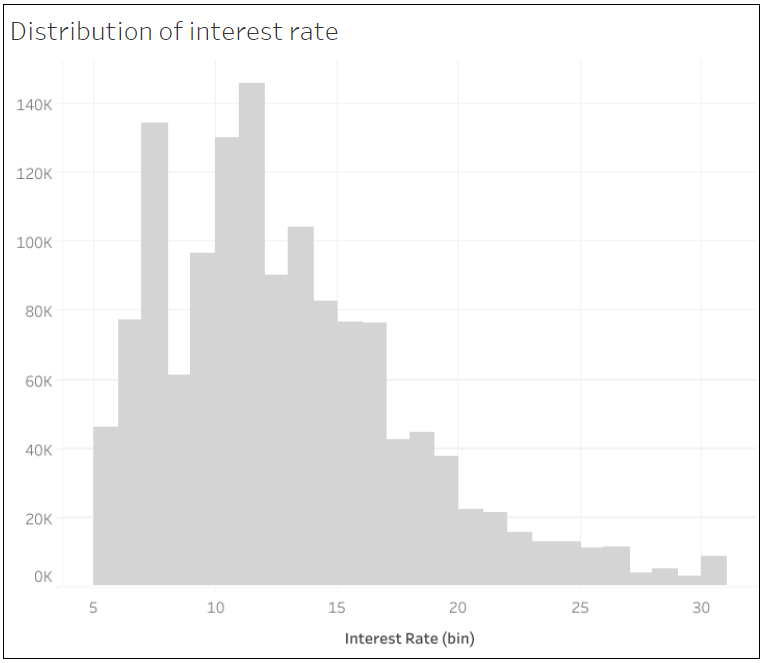 Distribution of interest rate
140K
120K
100K
80K
60K
40K
20K
0K
5 10 15 20 25 30
Interest Rate (bin)